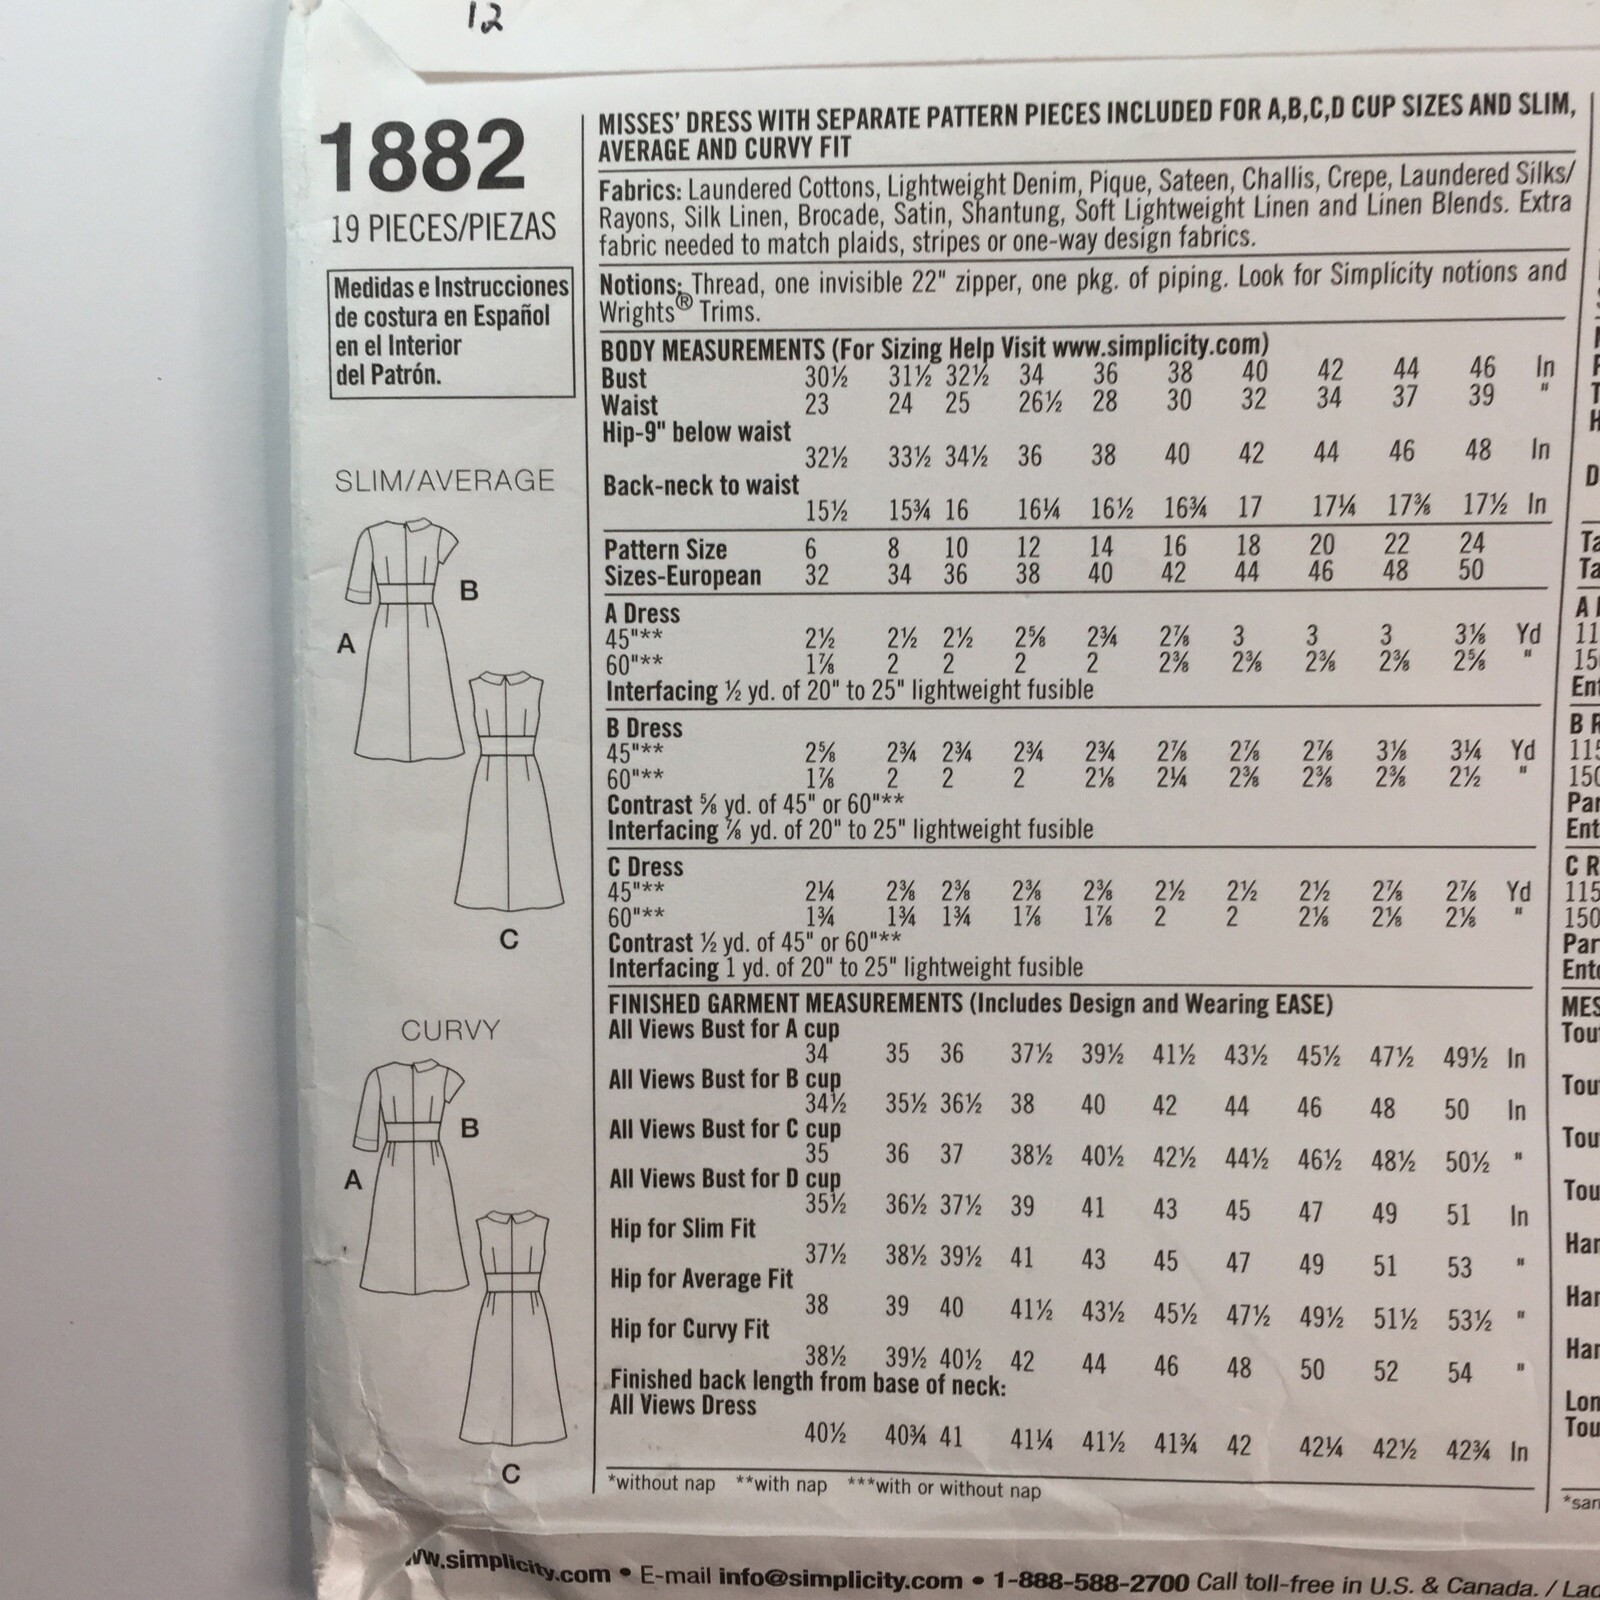 12
1882
19 PIECES/PIEZAS
Medidas e Instrucciones
de costura en Español
en el Interior
del Patrón.
SLIM/AVERAGE
B
A
C
CURVY
B
A
C
MISSES' DRESS WITH SEPARATE PATTERN PIECES INCLUDED FOR A,B,C,D CUP SIZES AND SLIM,
AVERAGE AND CURVY FIT
Fabrics: Laundered Cottons, Lightweight Denim, Pique, Sateen, Challis, Crepe, Laundered Silks/
Rayons, Silk Linen, Brocade, Satin, Shantung, Soft Lightweight Linen and Linen Blends. Extra
fabric needed to match plaids, stripes or one-way design fabrics.
Notions: Thread, one invisible 22" zipper, one pkg. of piping. Look for Simplicity notions and
Wrights® Trims.
BODY MEASUREMENTS (For Sizing Help Visit www.simplicity.com)
Bust 30½ 31½ 32½ 34 36 38 40 42 44 46 In
Waist 23 24 25 26½ 28 30 32 34 37 39 "
Hip-9" below waist
32½ 33½ 34½ 36 38 40 42 44 46 48 In
Back-neck to waist
15½ 15¾ 16 16¼ 16½ 16¾ 17 17¼ 17⅜ 17½ In
Pattern Size 6 8 10 12 14 16 18 20 22 24
Sizes-European 32 34 36 38 40 42 44 46 48 50
A Dress
45"** 2½ 2½ 2½ 2⅝ 2¾ 2⅞ 3 3 3 3⅛ Yd
60"** 1⅞ 2 2 2 2 2⅜ 2⅜ 2⅜ 2⅜ 2⅝ "
Interfacing ½ yd. of 20" to 25" lightweight fusible
B Dress
45"** 2⅝ 2¾ 2¾ 2¾ 2¾ 2⅞ 2⅞ 2⅞ 3⅛ 3¼ Yd
60"** 1⅞ 2 2 2 2⅛ 2¼ 2⅜ 2⅜ 2⅜ 2½ "
Contrast ⅝ yd. of 45" or 60"**
Interfacing ⅞ yd. of 20" to 25" lightweight fusible
C Dress
45"** 2¼ 2⅜ 2⅜ 2⅜ 2⅜ 2½ 2½ 2½ 2⅞ 2⅞ Yd
60"** 1¾ 1¾ 1¾ 1⅞ 1⅞ 2 2 2⅛ 2⅛ 2⅛ "
Contrast ½ yd. of 45" or 60"**
Interfacing 1 yd. of 20" to 25" lightweight fusible
FINISHED GARMENT MEASUREMENTS (Includes Design and Wearing EASE)
All Views Bust for A cup
34 35 36 37½ 39½ 41½ 43½ 45½ 47½ 49½ In
All Views Bust for B cup
34½ 35½ 36½ 38 40 42 44 46 48 50 In
All Views Bust for C cup
35 36 37 38½ 40½ 42½ 44½ 46½ 48½ 50½ "
All Views Bust for D cup
35½ 36½ 37½ 39 41 43 45 47 49 51 In
Hip for Slim Fit
37½ 38½ 39½ 41 43 45 47 49 51 53 "
Hip for Average Fit
38 39 40 41½ 43½ 45½ 47½ 49½ 51½ 53½ "
Hip for Curvy Fit
38½ 39½ 40½ 42 44 46 48 50 52 54 "
Finished back length from base of neck:
All Views Dress
40½ 40¾ 41 41¼ 41½ 41¾ 42 42¼ 42½ 42¾ In
*without nap **with nap ***with or without nap
www.simplicity.com • E-mail info@simplicity.com • 1-888-588-2700 Call toll-free in U.S. & Canada. /